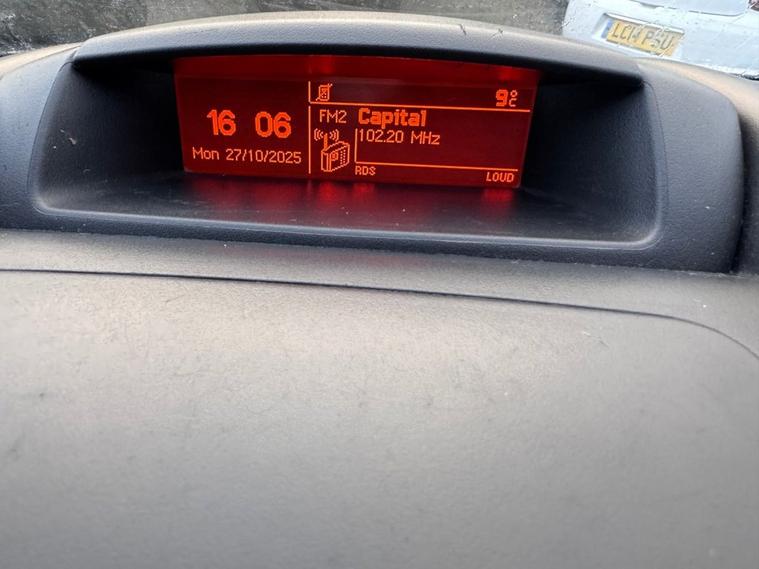 16 06
Mon 27/10/2025
9°C
FM2 Capital
102.20 MHz
RDS
LOUD